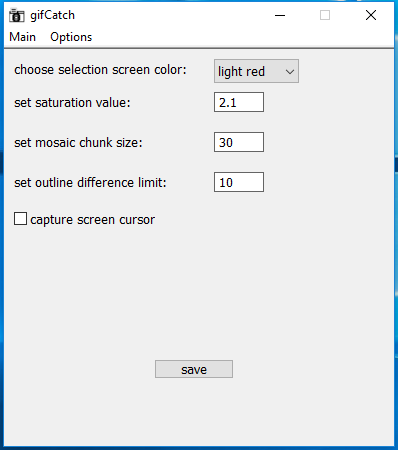 gifCatch
Main Options
choose selection screen color: light red
set saturation value: 2.1
set mosaic chunk size: 30
set outline difference limit: 10
capture screen cursor
save